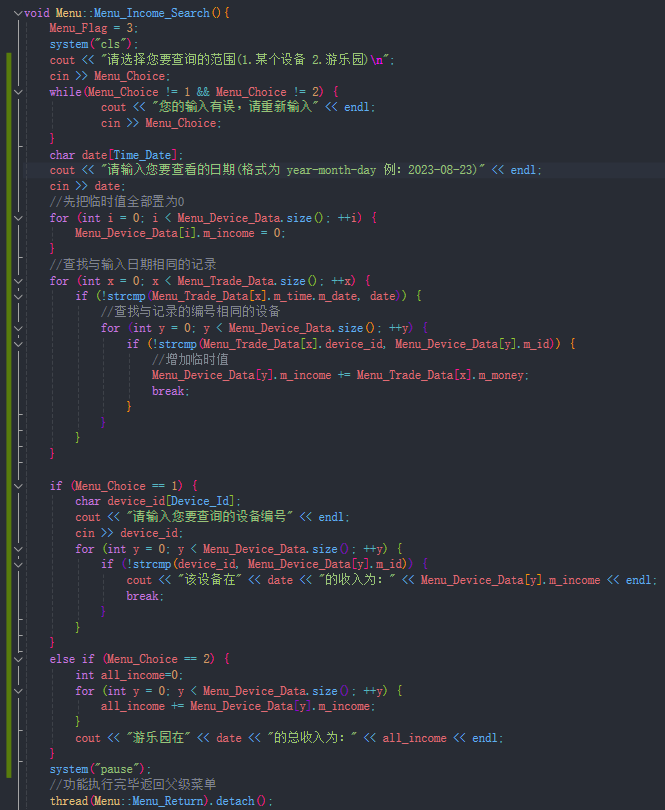 void Menu::Menu_Income_Search(){
Menu_Flag = 3;
system("cls");
cout << "请选择您要查询的范围(1.某个设备 2.游乐园)\n";
cin >> Menu_Choice;
while(Menu_Choice != 1 && Menu_Choice != 2) {
cout << "您的输入有误，请重新输入" << endl;
cin >> Menu_Choice;
}
char date[Time_Date];
cout << "请输入您要查看的日期(格式为 year-month-day 例：2023-08-23)" << endl;
cin >> date;
//先把临时值全部置为0
for (int i = 0; i < Menu_Device_Data.size(); ++i) {
Menu_Device_Data[i].m_income = 0;
}
//查找与输入日期相同的记录
for (int x = 0; x < Menu_Trade_Data.size(); ++x) {
if (!strcmp(Menu_Trade_Data[x].m_time.m_date, date)) {
//查找与记录的编号相同的设备
for (int y = 0; y < Menu_Device_Data.size(); ++y) {
if (!strcmp(Menu_Trade_Data[x].device_id, Menu_Device_Data[y].m_id)) {
//增加临时值
Menu_Device_Data[y].m_income += Menu_Trade_Data[x].m_money;
break;
}
}
}
}
if (Menu_Choice == 1) {
char device_id[Device_Id];
cout << "请输入您要查询的设备编号" << endl;
cin >> device_id;
for (int y = 0; y < Menu_Device_Data.size(); ++y) {
if (!strcmp(device_id, Menu_Device_Data[y].m_id)) {
cout << "该设备在" << date << "的收入为：" << Menu_Device_Data[y].m_income << endl;
break;
}
}
}
else if (Menu_Choice == 2) {
int all_income=0;
for (int y = 0; y < Menu_Device_Data.size(); ++y) {
all_income += Menu_Device_Data[y].m_income;
}
cout << "游乐园在" << date << "的总收入为：" << all_income << endl;
}
system("pause");
//功能执行完毕返回父级菜单
thread(Menu::Menu_Return).detach();